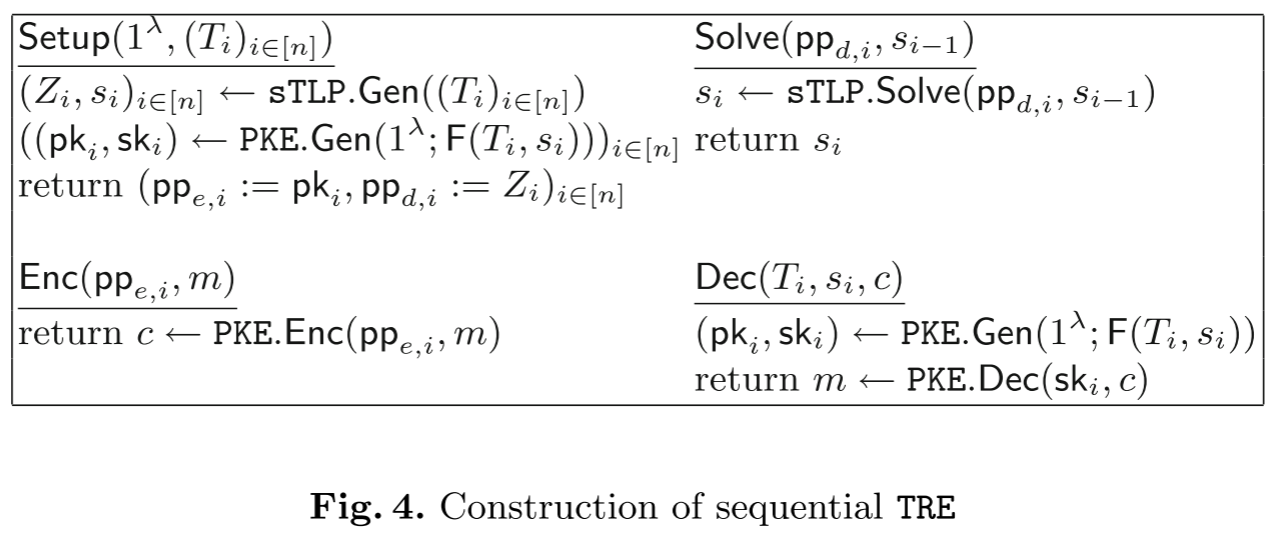 Setup(1^λ, (T_i)_{i∈[n]})
(Z_i, s_i)_{i∈[n]} ← sTLP.Gen((T_i)_{i∈[n]})
((pk_i, sk_i) ← PKE.Gen(1^λ; F(T_i, s_i)))_{i∈[n]}
return (pp_{e,i} := pk_i, pp_{d,i} := Z_i)_{i∈[n]}
Solve(pp_{d,i}, s_{i−1})
s_i ← sTLP.Solve(pp_{d,i}, s_{i−1})
return s_i
Enc(pp_{e,i}, m)
return c ← PKE.Enc(pp_{e,i}, m)
Dec(T_i, s_i, c)
(pk_i, sk_i) ← PKE.Gen(1^λ; F(T_i, s_i))
return m ← PKE.Dec(sk_i, c)
Fig. 4. Construction of sequential TRE